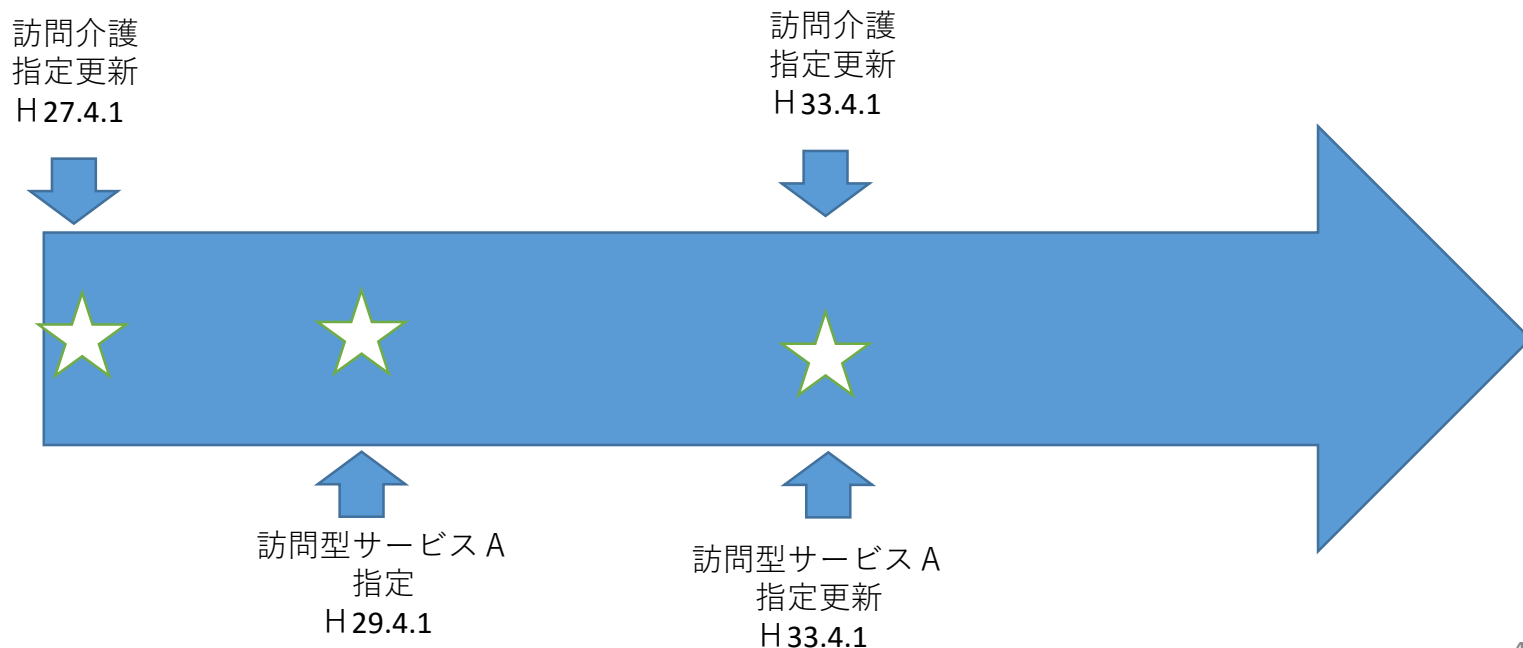 訪問介護
指定更新
H27.4.1
訪問介護
指定更新
H33.4.1
訪問型サービスA
指定
H29.4.1
訪問型サービスA
指定更新
H33.4.1